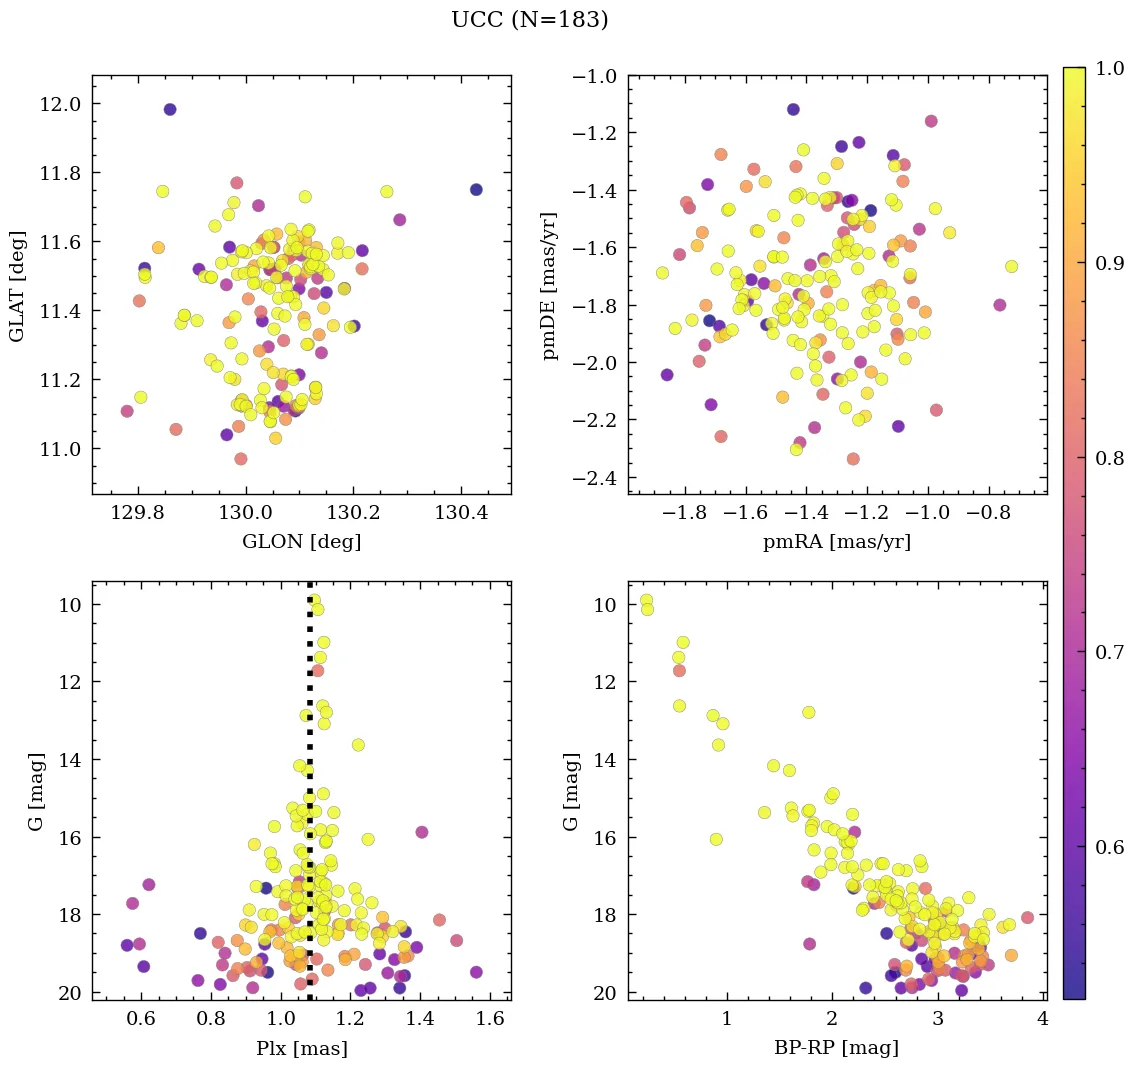 UCC (N=183)
12.0
11.8
11.6
11.4
11.2
11.0
GLAT [deg]
129.8 130.0 130.2 130.4
GLON [deg]
−1.0
−1.2
−1.4
−1.6
−1.8
−2.0
−2.2
−2.4
pmDE [mas/yr]
−1.8 −1.6 −1.4 −1.2 −1.0 −0.8
pmRA [mas/yr]
10
12
14
16
18
20
G [mag]
0.6 0.8 1.0 1.2 1.4 1.6
Plx [mas]
10
12
14
16
18
20
G [mag]
1 2 3 4
BP-RP [mag]
1.0
0.9
0.8
0.7
0.6